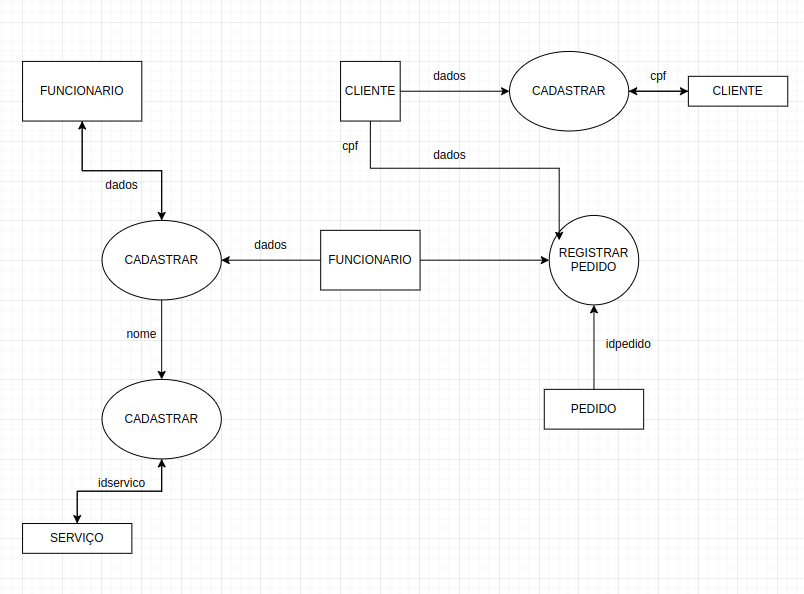 FUNCIONARIO
CLIENTE
dados
CADASTRAR
cpf
CLIENTE
cpf
dados
dados
CADASTRAR
dados
FUNCIONARIO
REGISTRAR
PEDIDO
nome
idpedido
CADASTRAR
PEDIDO
idservico
SERVIÇO